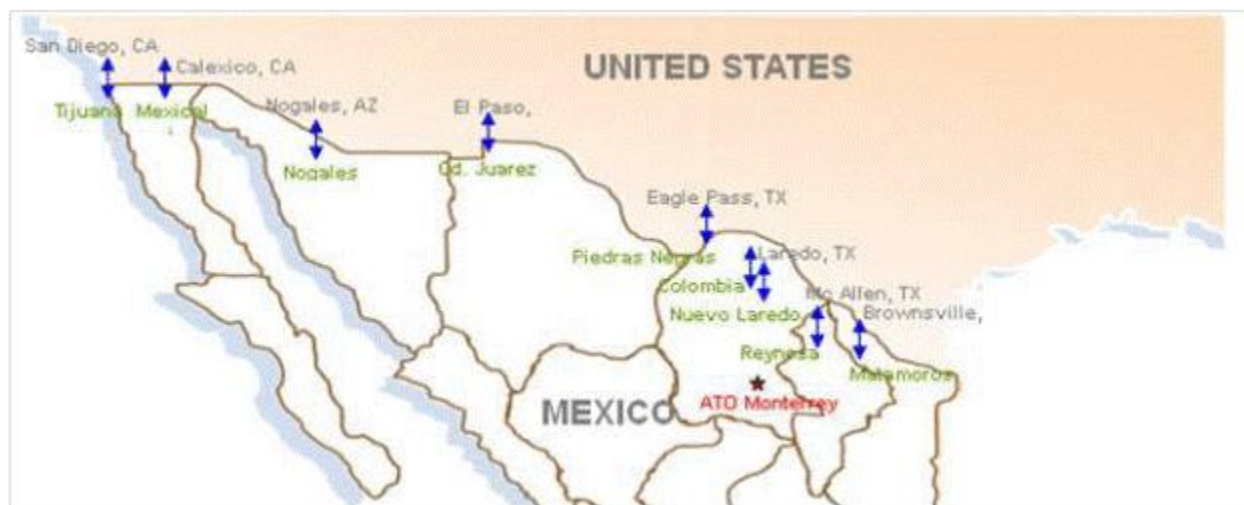 San Diego, CA
Calexico, CA
UNITED STATES
Tijuana
Mexical
i
Nogales, AZ
El Paso,
Nogales
Cd. Juarez
Eagle Pass, TX
Piedras Negras
Laredo, TX
Colombia
Mc Allen, TX
Nuevo Laredo
Brownsville,
Reynosa
Matamoros
ATO Monterrey
MEXICO